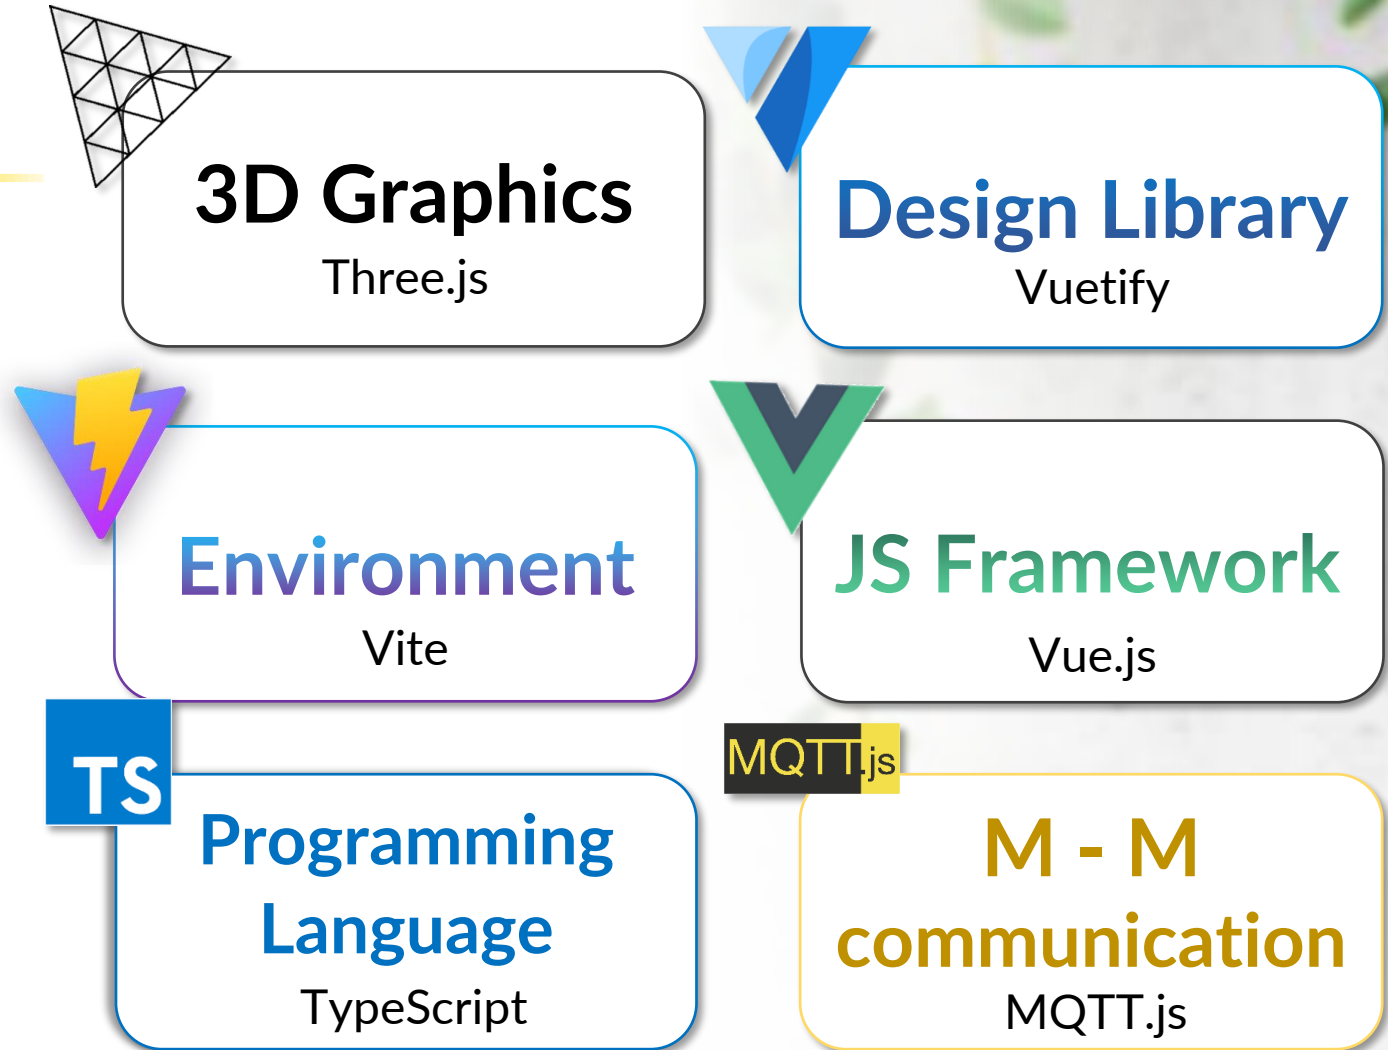 3D Graphics
Three.js
Design Library
Vuetify
Environment
Vite
JS Framework
Vue.js
TS
Programming
Language
TypeScript
MQTT.js
M - M
communication
MQTT.js